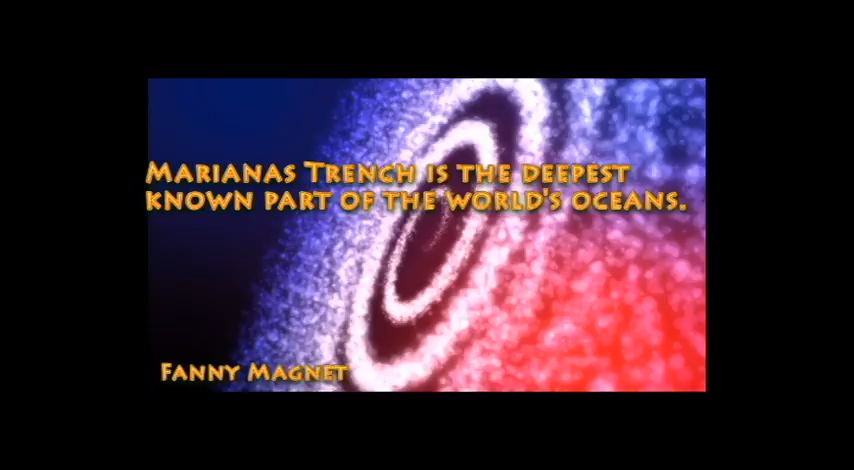 Marianas Trench is the deepest
known part of the world's oceans.
Fanny Magnet